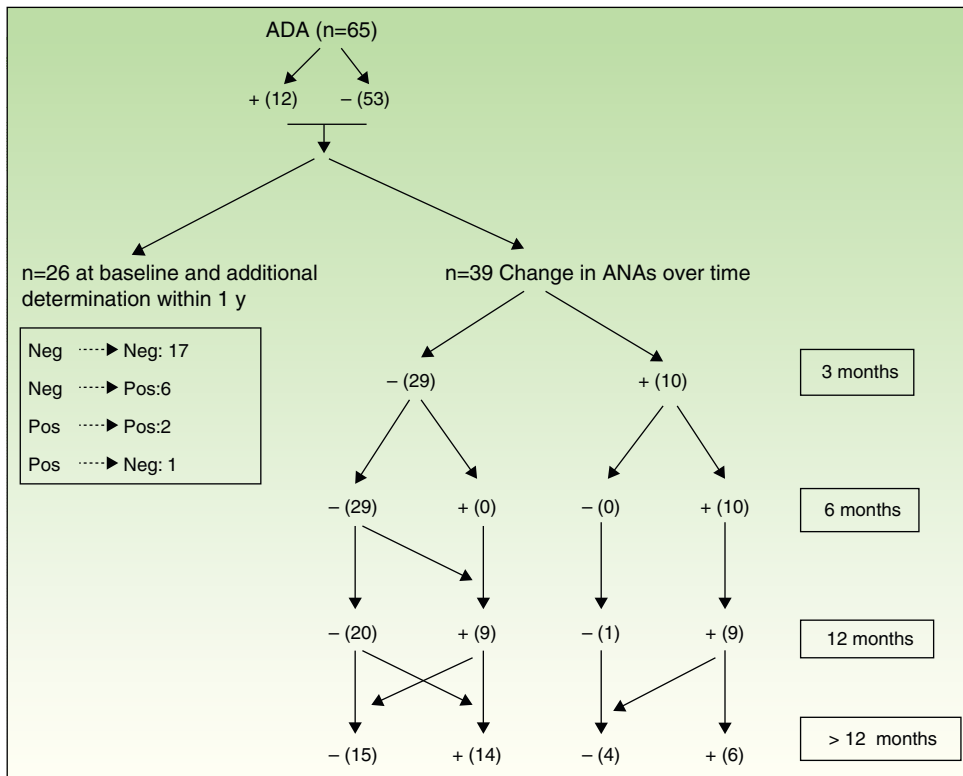 ADA (n=65)
+ (12) – (53)
n=26 at baseline and additional
determination within 1 y
n=39 Change in ANAs over time
Neg Neg: 17
Neg Pos:6
Pos Pos:2
Pos Neg: 1
– (29) + (10) 3 months
– (29) + (0) – (0) + (10) 6 months
– (20) + (9) – (1) + (9) 12 months
– (15) + (14) – (4) + (6) > 12 months